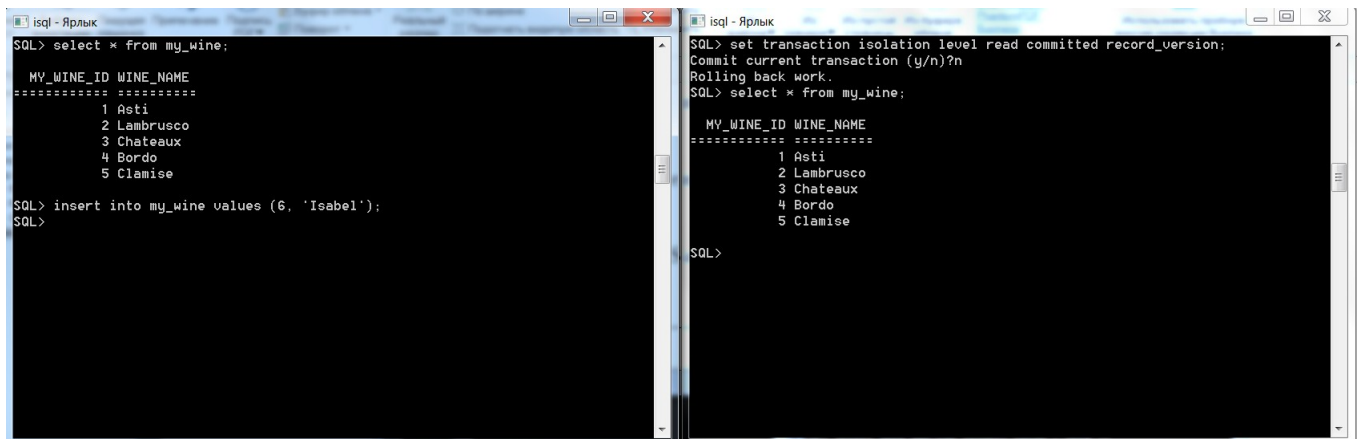 isql - Ярлык
SQL> select * from my_wine;
MY_WINE_ID WINE_NAME
============ ==========
1 Asti
2 Lambrusco
3 Chateaux
4 Bordo
5 Clamise
SQL> insert into my_wine values (6, 'Isabel');
SQL>
isql - Ярлык
SQL> set transaction isolation level read committed record_version;
Commit current transaction (y/n)?n
Rolling back work.
SQL> select * from my_wine;
MY_WINE_ID WINE_NAME
============ ==========
1 Asti
2 Lambrusco
3 Chateaux
4 Bordo
5 Clamise
SQL>